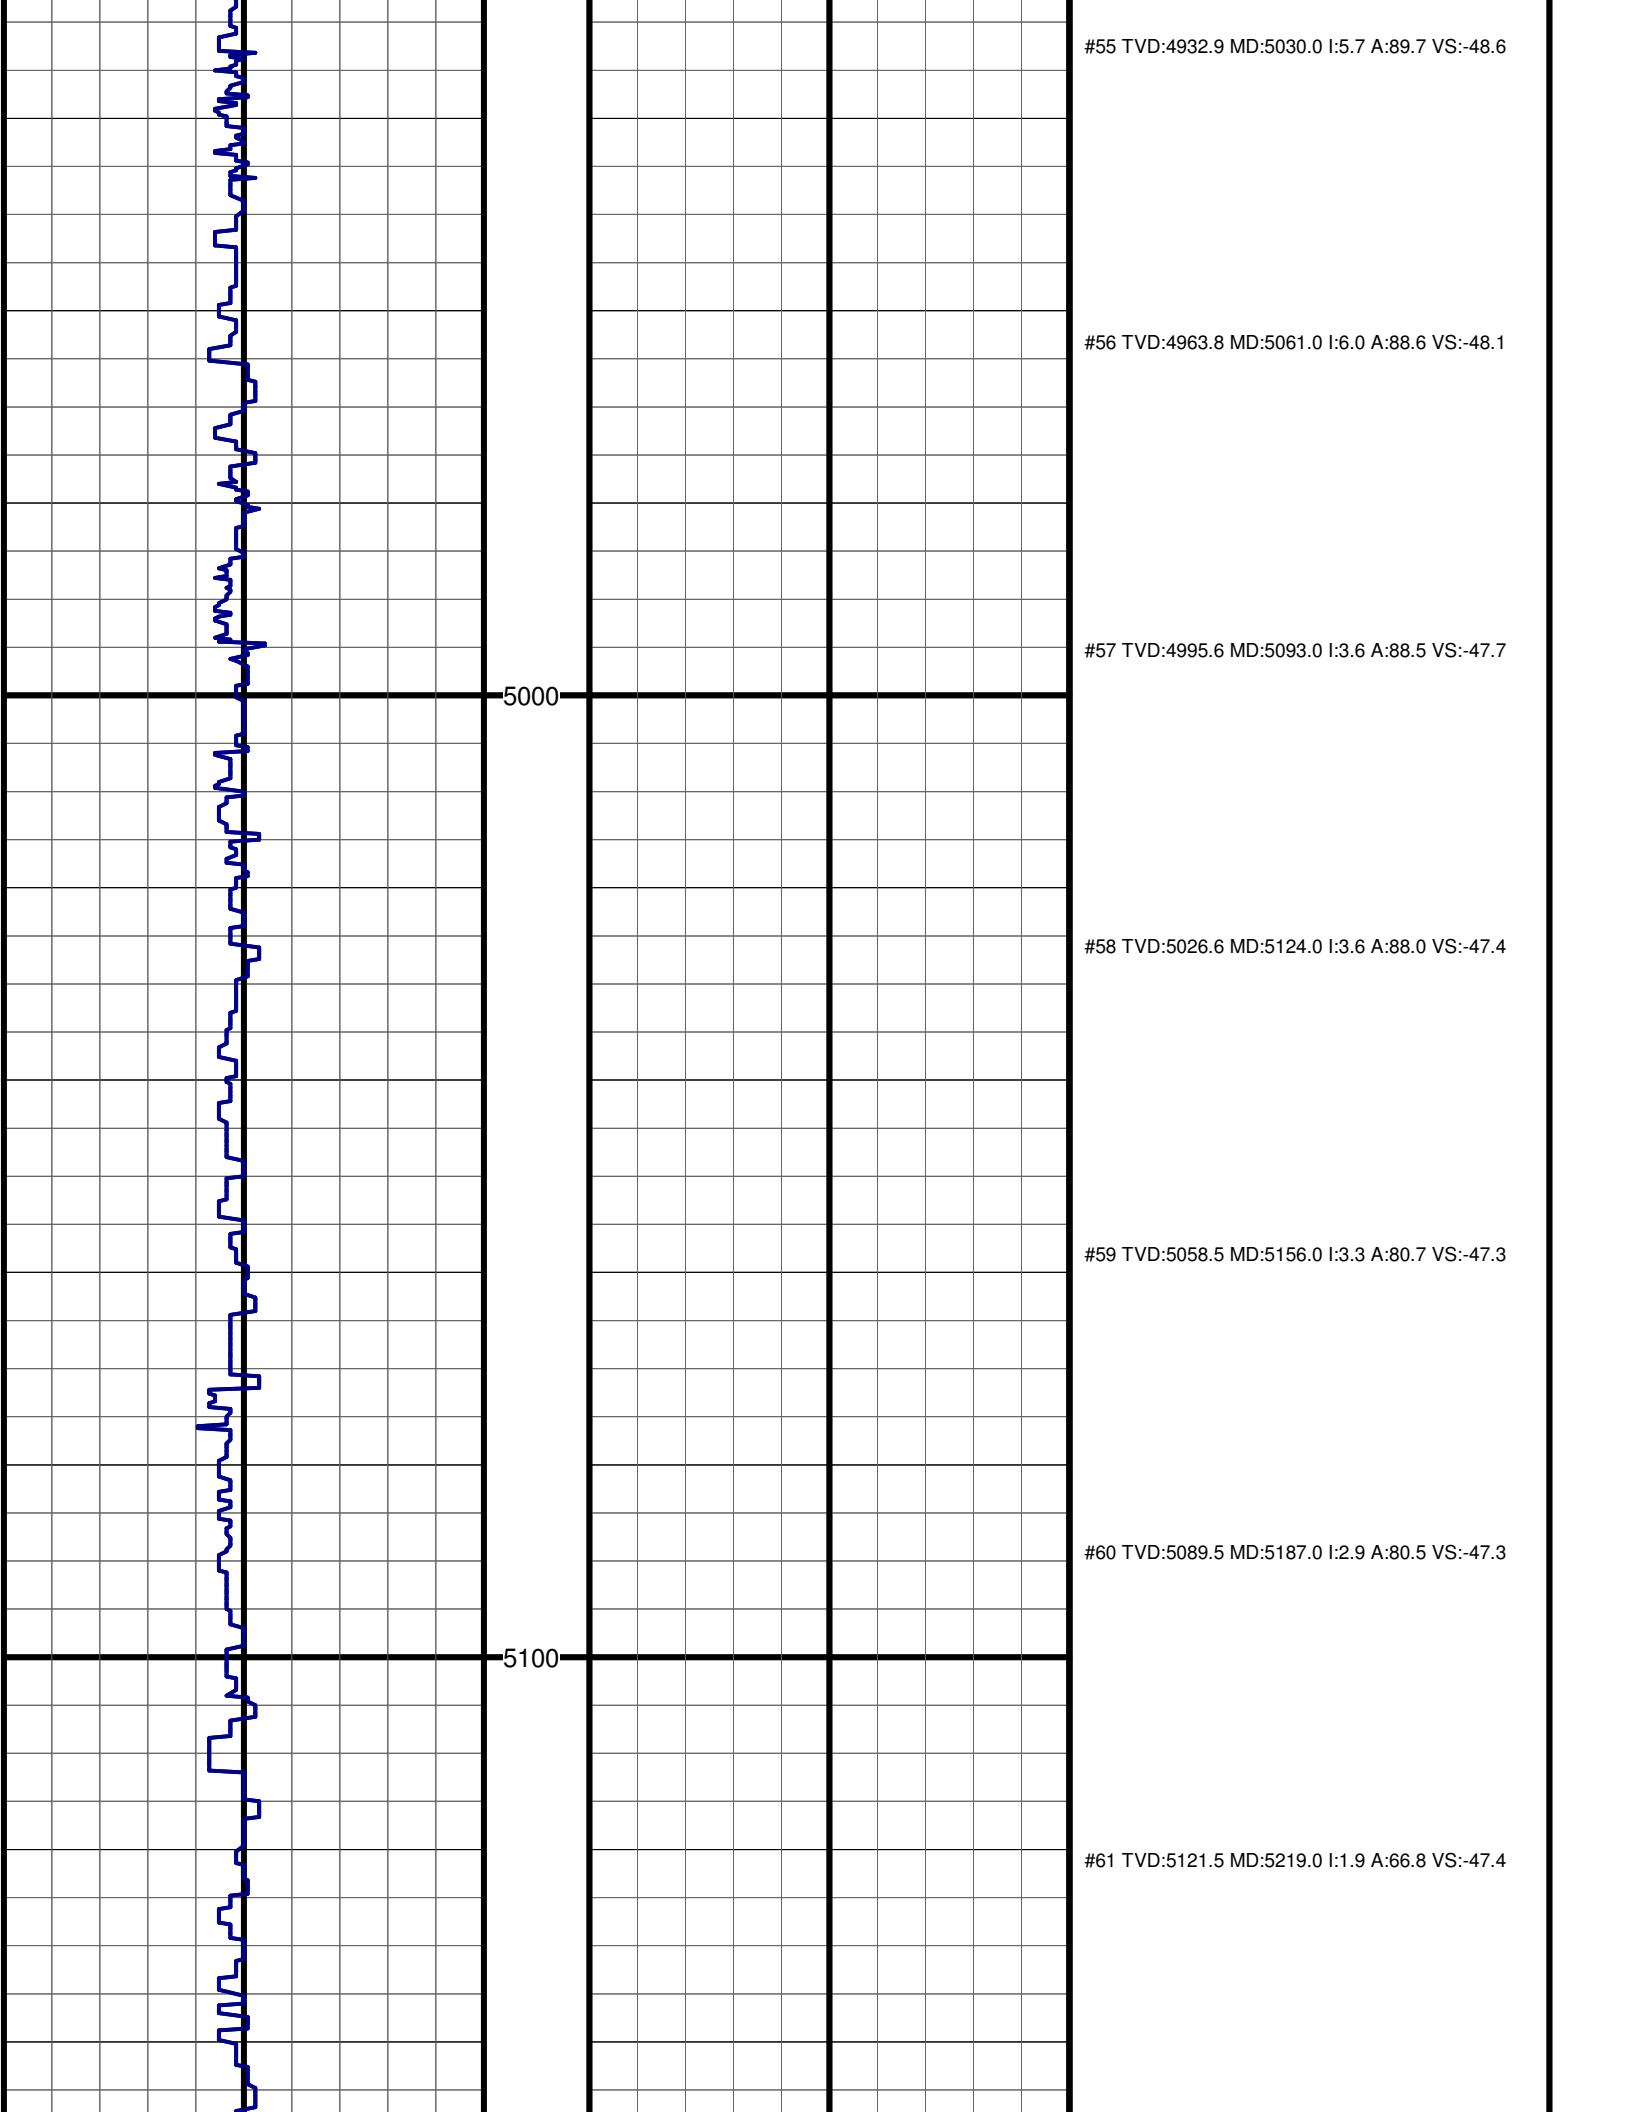 #55 TVD:4932.9 MD:5030.0 I:5.7 A:89.7 VS:-48.6
#56 TVD:4963.8 MD:5061.0 I:6.0 A:88.6 VS:-48.1
#57 TVD:4995.6 MD:5093.0 I:3.6 A:88.5 VS:-47.7
5000
#58 TVD:5026.6 MD:5124.0 I:3.6 A:88.0 VS:-47.4
#59 TVD:5058.5 MD:5156.0 I:3.3 A:80.7 VS:-47.3
#60 TVD:5089.5 MD:5187.0 I:2.9 A:80.5 VS:-47.3
5100
#61 TVD:5121.5 MD:5219.0 I:1.9 A:66.8 VS:-47.4